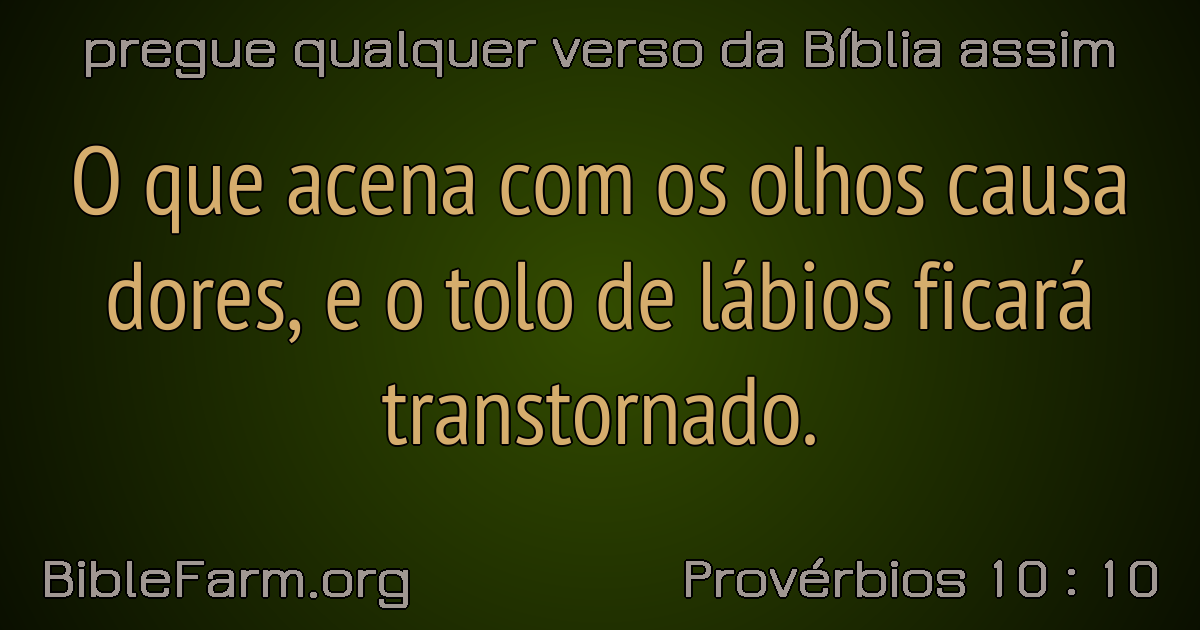 pregue qualquer verso da Bíblia assim
O que acena com os olhos causa
dores, e o tolo de lábios ficará
transtornado.
BibleFarm.org
Provérbios 10 : 10